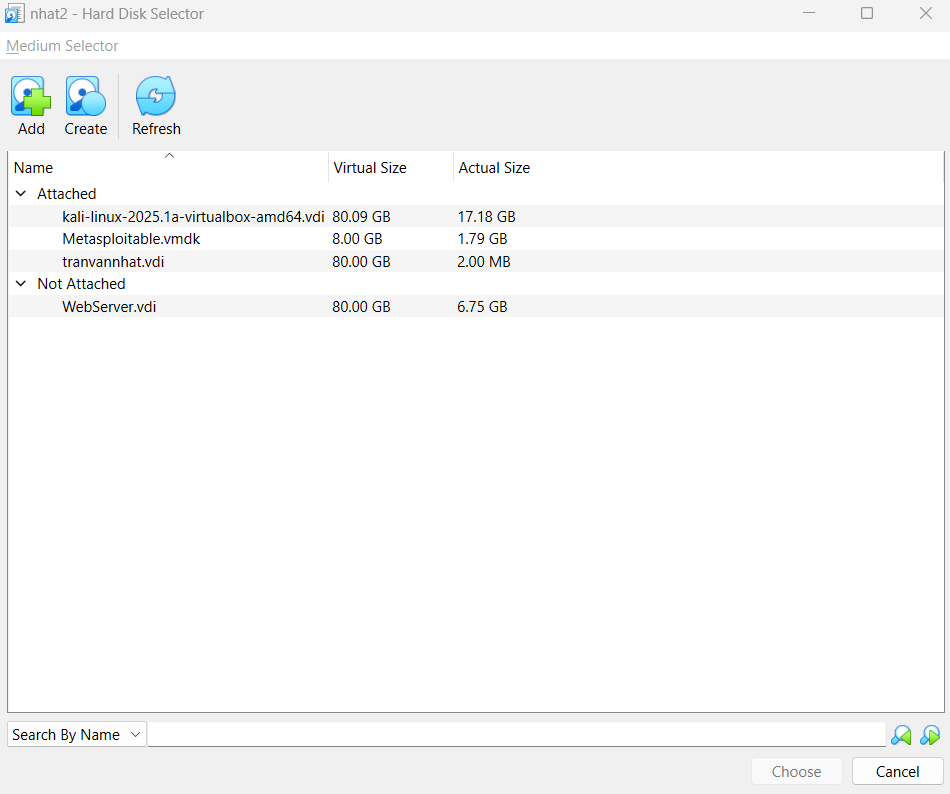 nhat2 - Hard Disk Selector
Medium Selector
Add Create Refresh
Name Virtual Size Actual Size
Attached
kali-linux-2025.1a-virtualbox-amd64.vdi 80.09 GB 17.18 GB
Metasploitable.vmdk 8.00 GB 1.79 GB
tranvannhat.vdi 80.00 GB 2.00 MB
Not Attached
WebServer.vdi 80.00 GB 6.75 GB
Search By Name
Choose Cancel